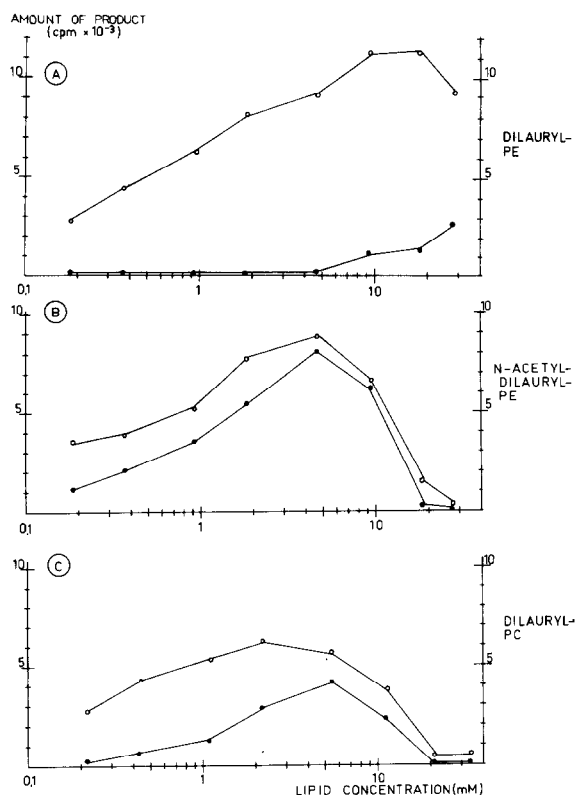 AMOUNT OF PRODUCT
(cpm ×10⁻³)
A
10
5
10
5
DILAURYL-
PE
0.1
1
10
B
10
5
10
5
N-ACETYL-
DILAURYL-
PE
0.1
1
10
C
10
5
10
5
DILAURYL-
PC
0.1
1
10
LIPID CONCENTRATION(mM)